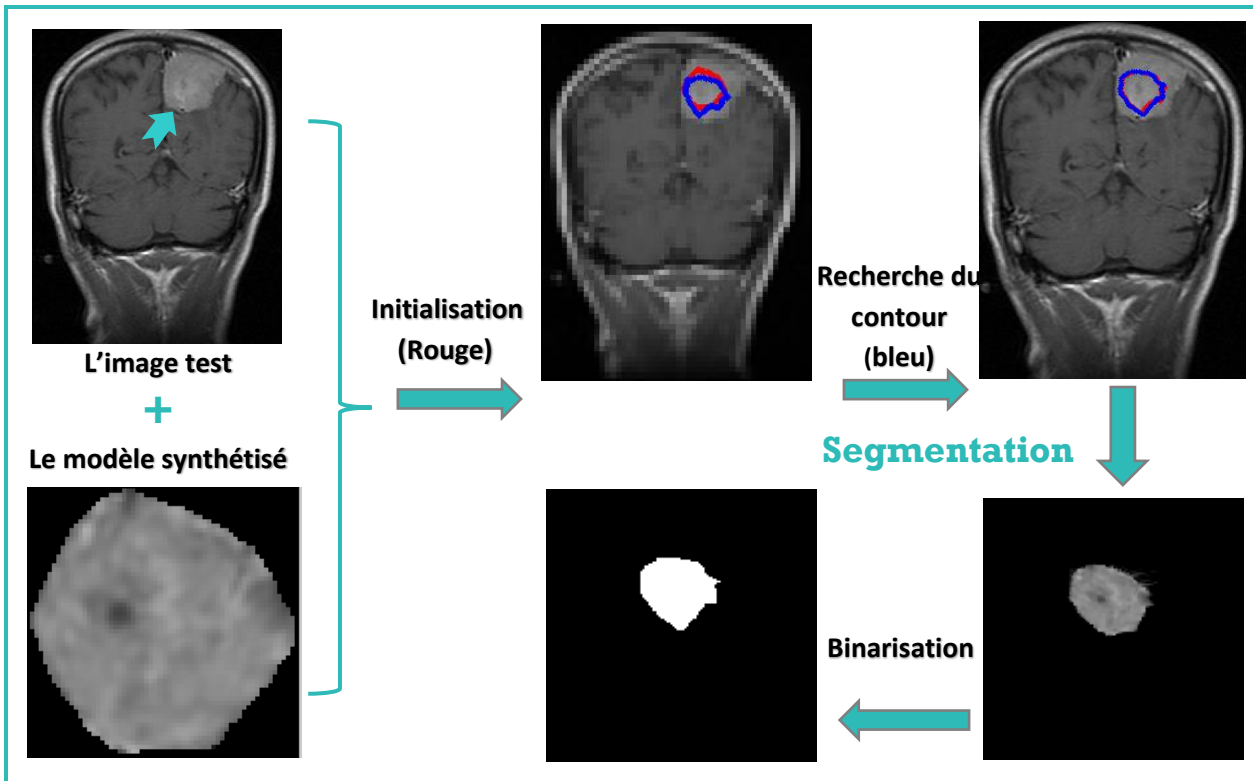 L’image test
+
Le modèle synthétisé
Initialisation
(Rouge)
Recherche du
contour
(bleu)
Segmentation
Binarisation